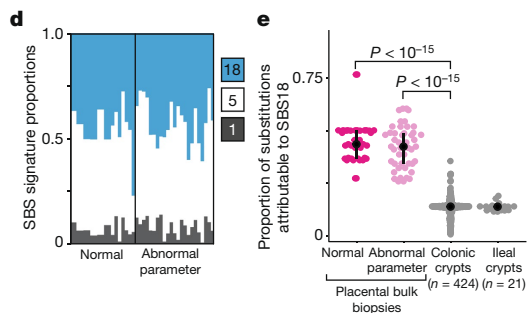 d
1.0
0.5
0
SBS signature proportions
18
5
1
Normal
Abnormal
parameter
e
P < 10⁻¹⁵
P < 10⁻¹⁵
0.75
0
Proportion of substitutions
attributable to SBS18
Normal
Abnormal
parameter
Colonic
crypts
(n = 424)
Ileal
crypts
(n = 21)
Placental bulk
biopsies